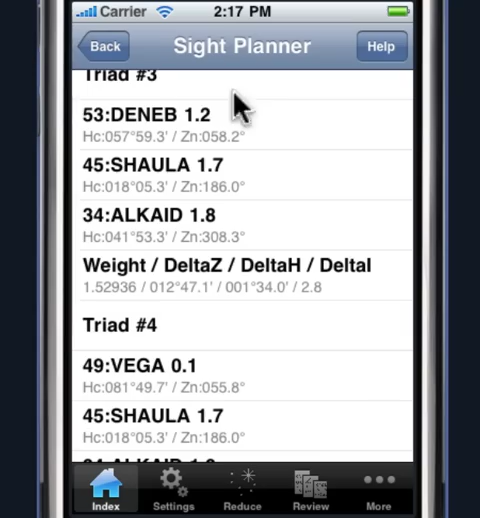 Carrier 2:17 PM
Back Sight Planner Help
Triad #3
53:DENEB 1.2
Hc:057°59.3' / Zn:058.2°
45:SHAULA 1.7
Hc:018°05.3' / Zn:186.0°
34:ALKAID 1.8
Hc:041°53.3' / Zn:308.3°
Weight / DeltaZ / DeltaH / DeltaI
1.52936 / 012°47.1' / 001°34.0' / 2.8
Triad #4
49:VEGA 0.1
Hc:081°49.7' / Zn:055.8°
45:SHAULA 1.7
Hc:018°05.3' / Zn:186.0°
Index Settings Reduce Review More